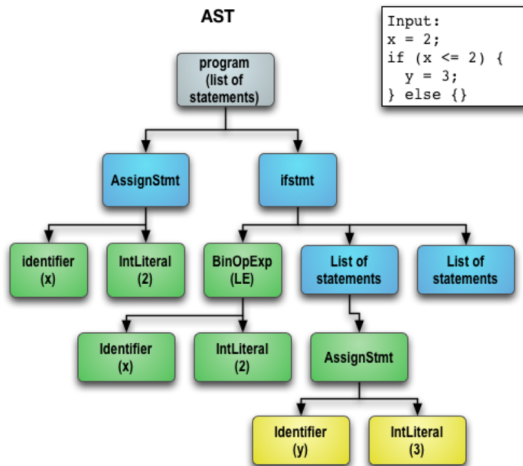 AST
Input:
x = 2;
if (x <= 2) {
  y = 3;
} else {}
program
(list of
statements)
AssignStmt
ifstmt
identifier
(x)
IntLiteral
(2)
BinOpExp
(LE)
List of
statements
List of
statements
Identifier
(x)
IntLiteral
(2)
AssignStmt
Identifier
(y)
IntLiteral
(3)